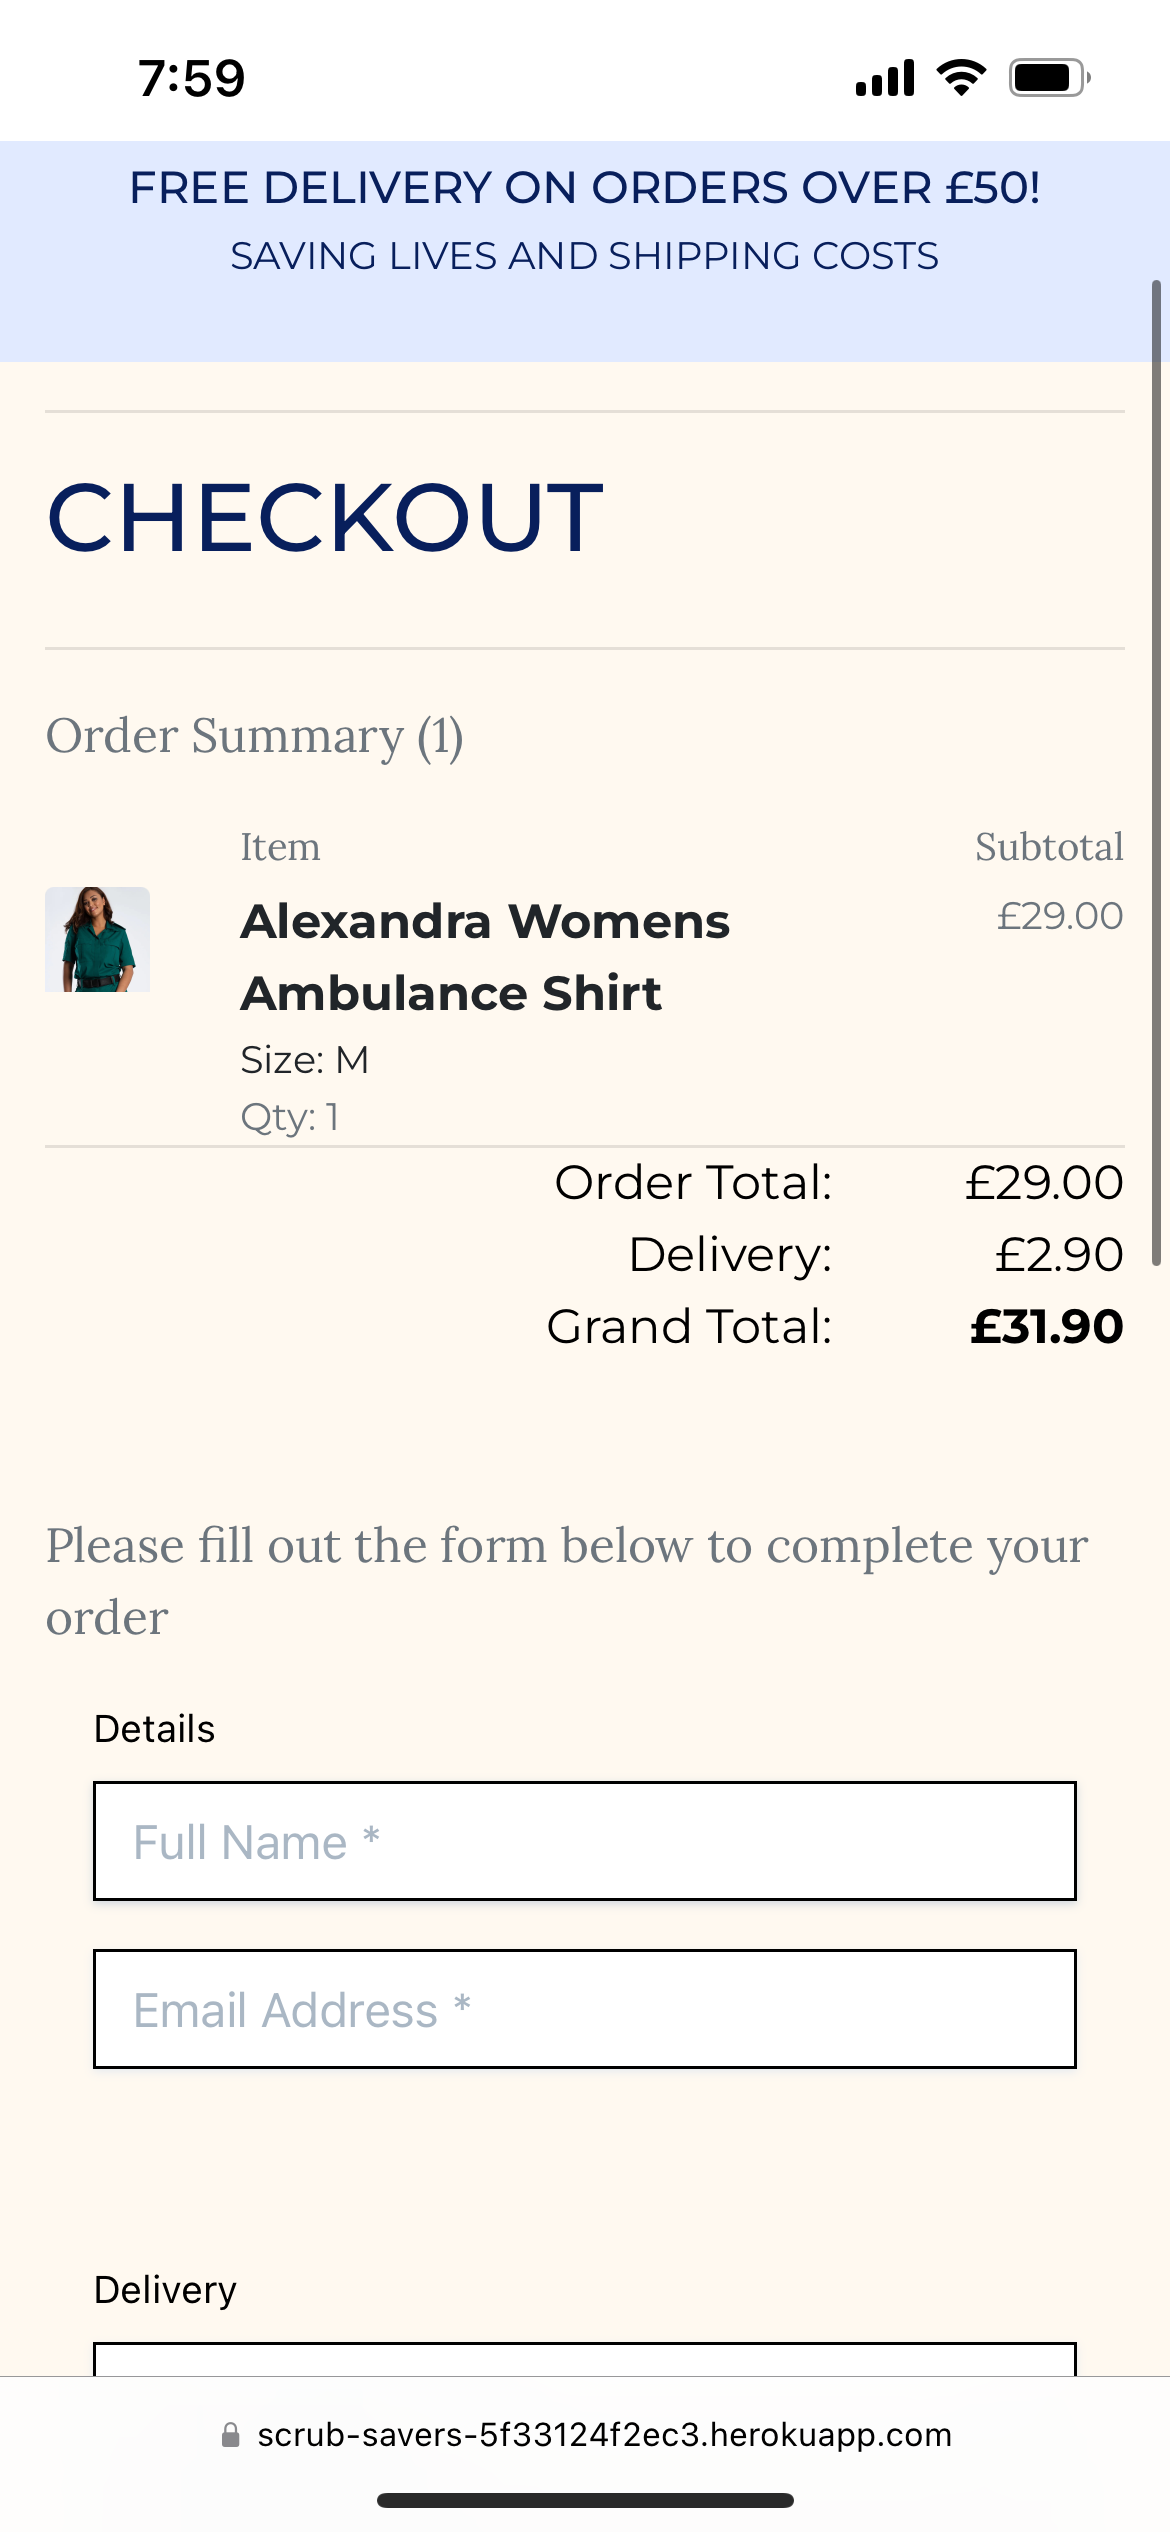 7:59
FREE DELIVERY ON ORDERS OVER £50!
SAVING LIVES AND SHIPPING COSTS
CHECKOUT
Order Summary (1)
Item Subtotal
Alexandra Womens £29.00
Ambulance Shirt
Size: M
Qty: 1
Order Total: £29.00
Delivery: £2.90
Grand Total: £31.90
Please fill out the form below to complete your
order
Details
Full Name *
Email Address *
Delivery
scrub-savers-5f33124f2ec3.herokuapp.com